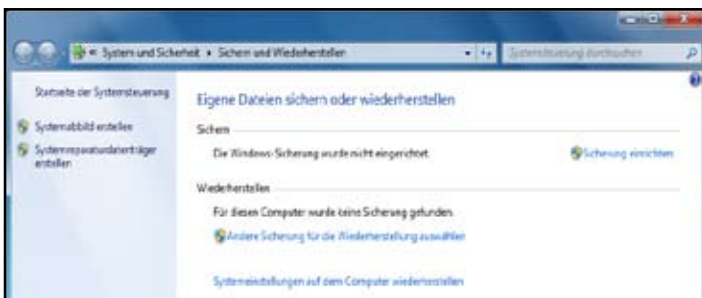 « System und Sicherheit ▸ Sichern und Wiederherstellen
Systemsteuerung durchsuchen
Startseite der Systemsteuerung
Systemabbild erstellen
Systemreparaturdatenträger
erstellen
Eigene Dateien sichern oder wiederherstellen
Sichern
Die Windows-Sicherung wurde nicht eingerichtet.
Sicherung einrichten
Wiederherstellen
Für diesen Computer wurde keine Sicherung gefunden.
Andere Sicherung für die Wiederherstellung auswählen
Systemeinstellungen auf dem Computer wiederherstellen